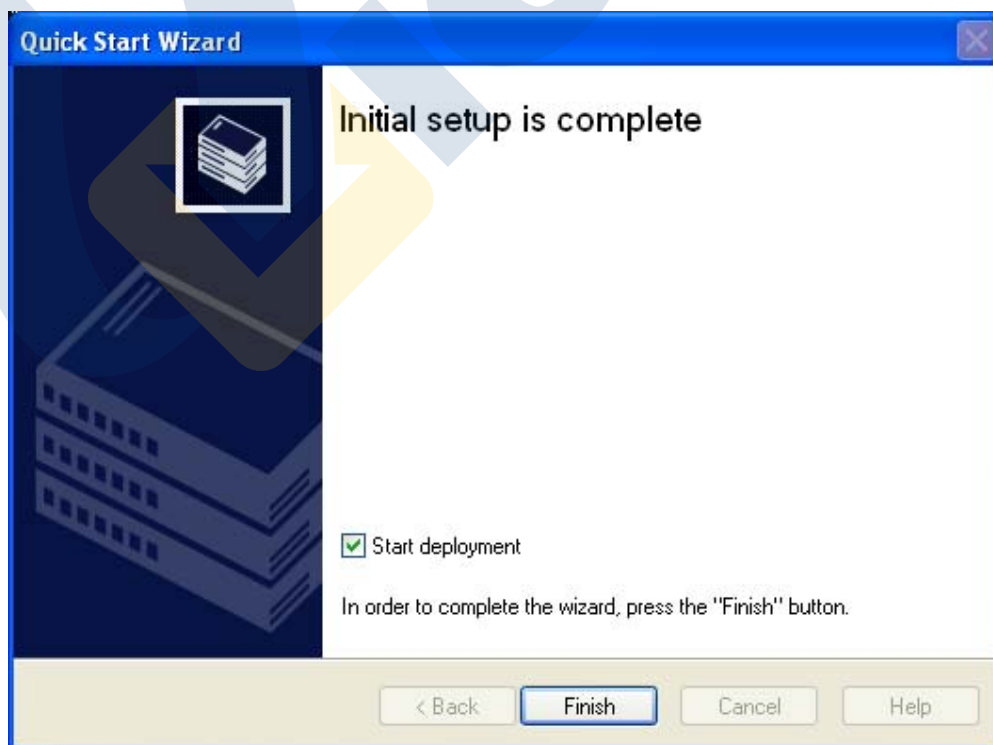 Quick Start Wizard
Initial setup is complete
Start deployment
In order to complete the wizard, press the "Finish" button.
< Back Finish Cancel Help